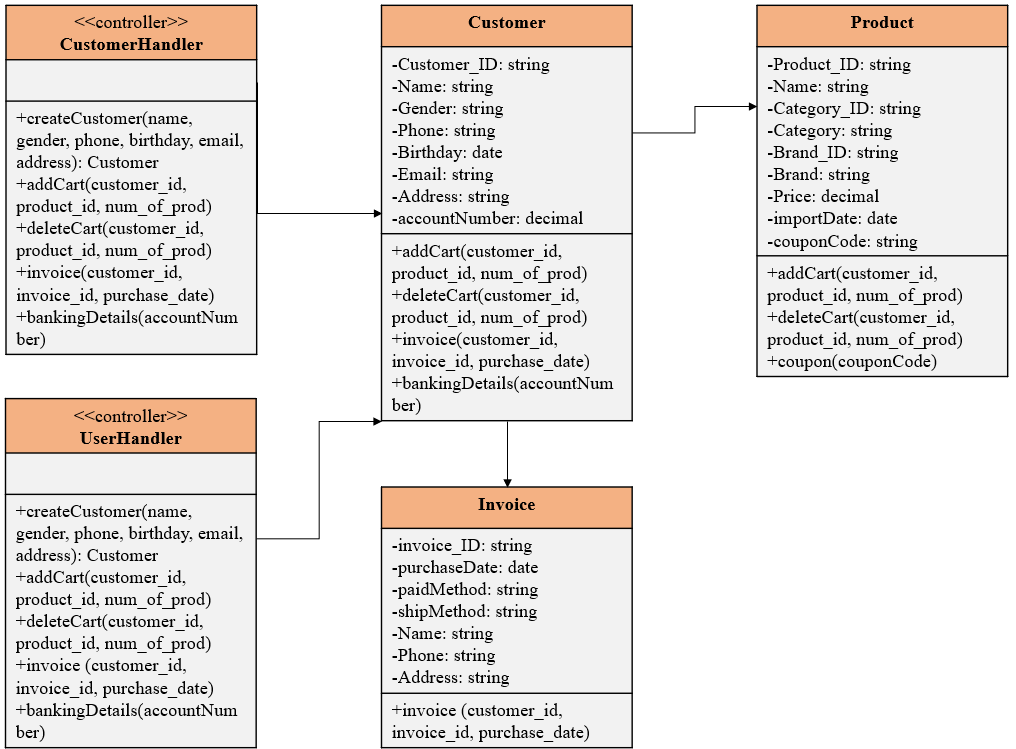 <<controller>>
CustomerHandler
+createCustomer(name,
gender, phone, birthday, email,
address): Customer
+addCart(customer_id,
product_id, num_of_prod)
+deleteCart(customer_id,
product_id, num_of_prod)
+invoice(customer_id,
invoice_id, purchase_date)
+bankingDetails(accountNum
ber)
Customer
-Customer_ID: string
-Name: string
-Gender: string
-Phone: string
-Birthday: date
-Email: string
-Address: string
-accountNumber: decimal
+addCart(customer_id,
product_id, num_of_prod)
+deleteCart(customer_id,
product_id, num_of_prod)
+invoice(customer_id,
invoice_id, purchase_date)
+bankingDetails(accountNum
ber)
Product
-Product_ID: string
-Name: string
-Category_ID: string
-Category: string
-Brand_ID: string
-Brand: string
-Price: decimal
-importDate: date
-couponCode: string
+addCart(customer_id,
product_id, num_of_prod)
+deleteCart(customer_id,
product_id, num_of_prod)
+coupon(couponCode)
<<controller>>
UserHandler
+createCustomer(name,
gender, phone, birthday, email,
address): Customer
+addCart(customer_id,
product_id, num_of_prod)
+deleteCart(customer_id,
product_id, num_of_prod)
+invoice (customer_id,
invoice_id, purchase_date)
+bankingDetails(accountNum
ber)
Invoice
-invoice_ID: string
-purchaseDate: date
-paidMethod: string
-shipMethod: string
-Name: string
-Phone: string
-Address: string
+invoice (customer_id,
invoice_id, purchase_date)